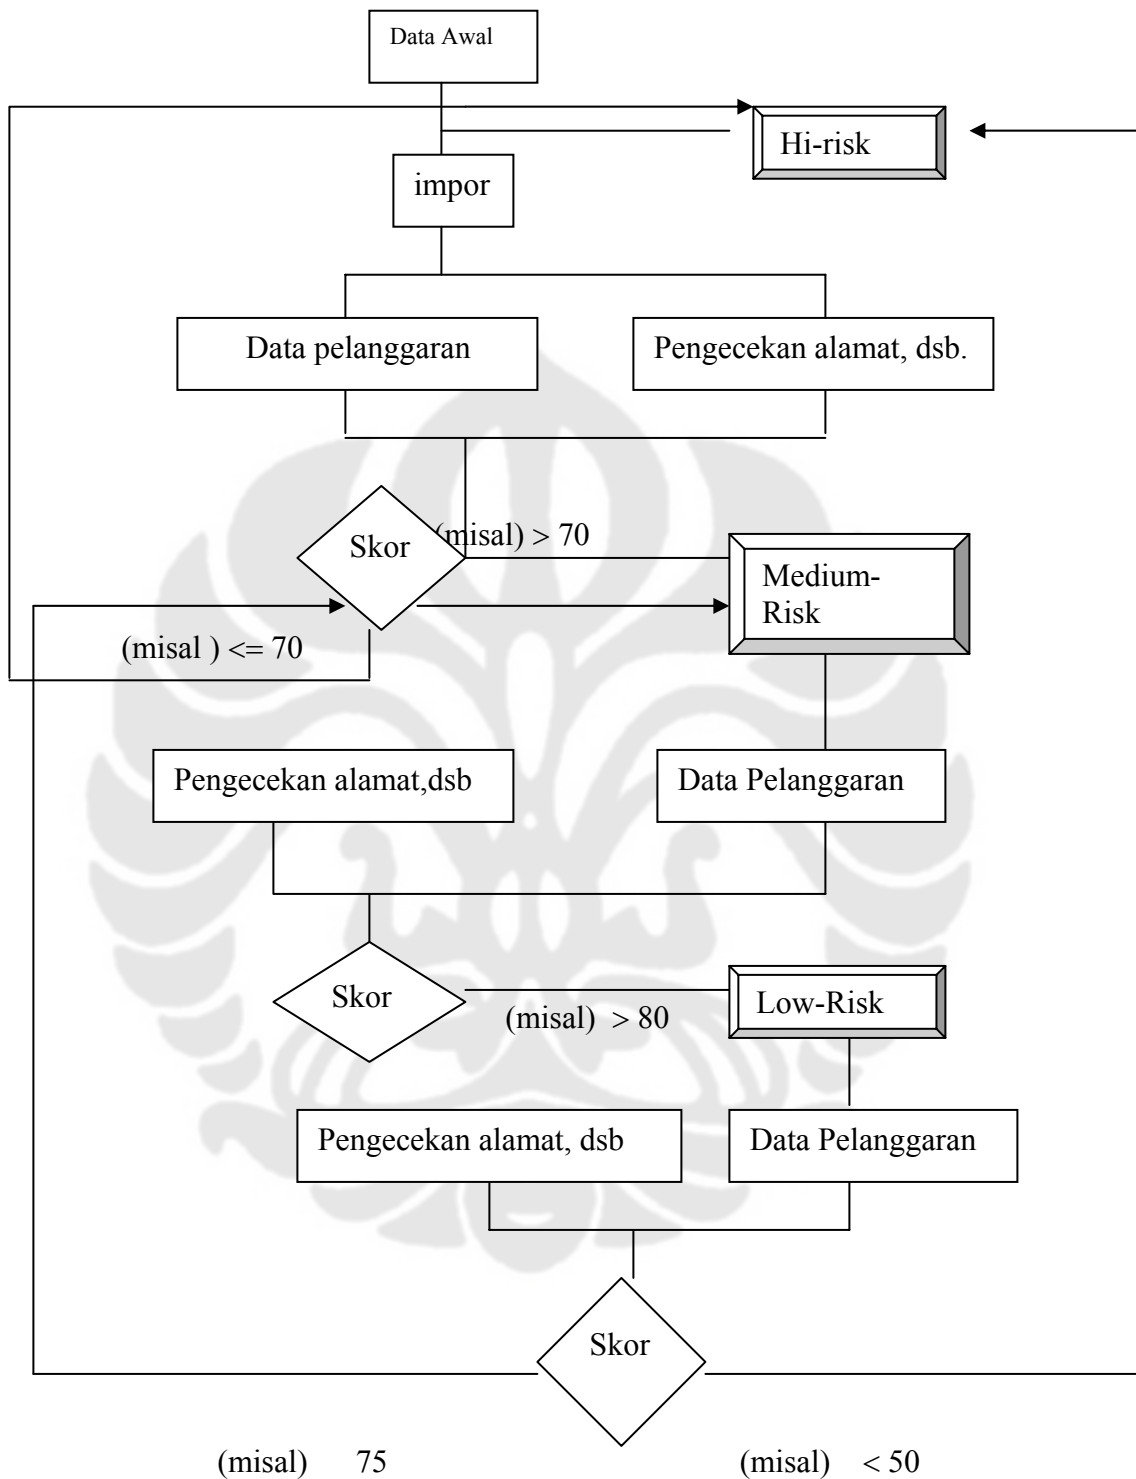 Data Awal
Hi-risk
impor
Data pelanggaran
Pengecekan alamat, dsb.
(misal) > 70
Skor
Medium-
Risk
(misal ) <= 70
Pengecekan alamat,dsb
Data Pelanggaran
Skor
(misal) > 80
Low-Risk
Pengecekan alamat, dsb
Data Pelanggaran
Skor
(misal) 75
(misal) < 50